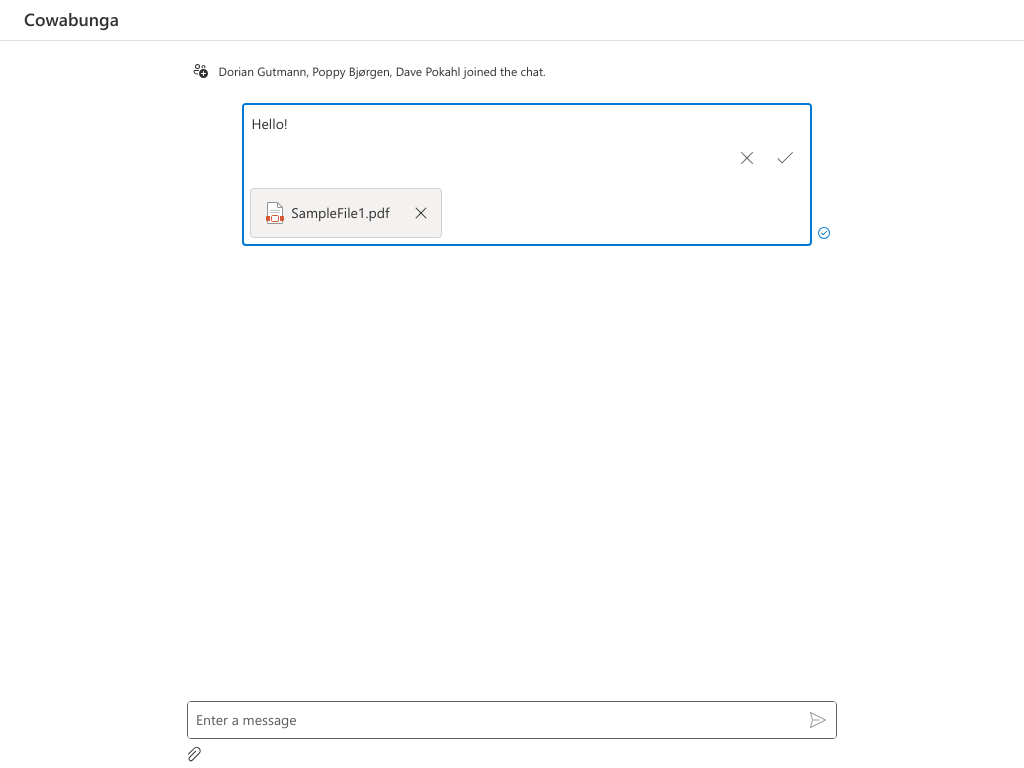 Cowabunga
Dorian Gutmann, Poppy Bjørgen, Dave Pokahl joined the chat.
Hello!
SampleFile1.pdf
Enter a message